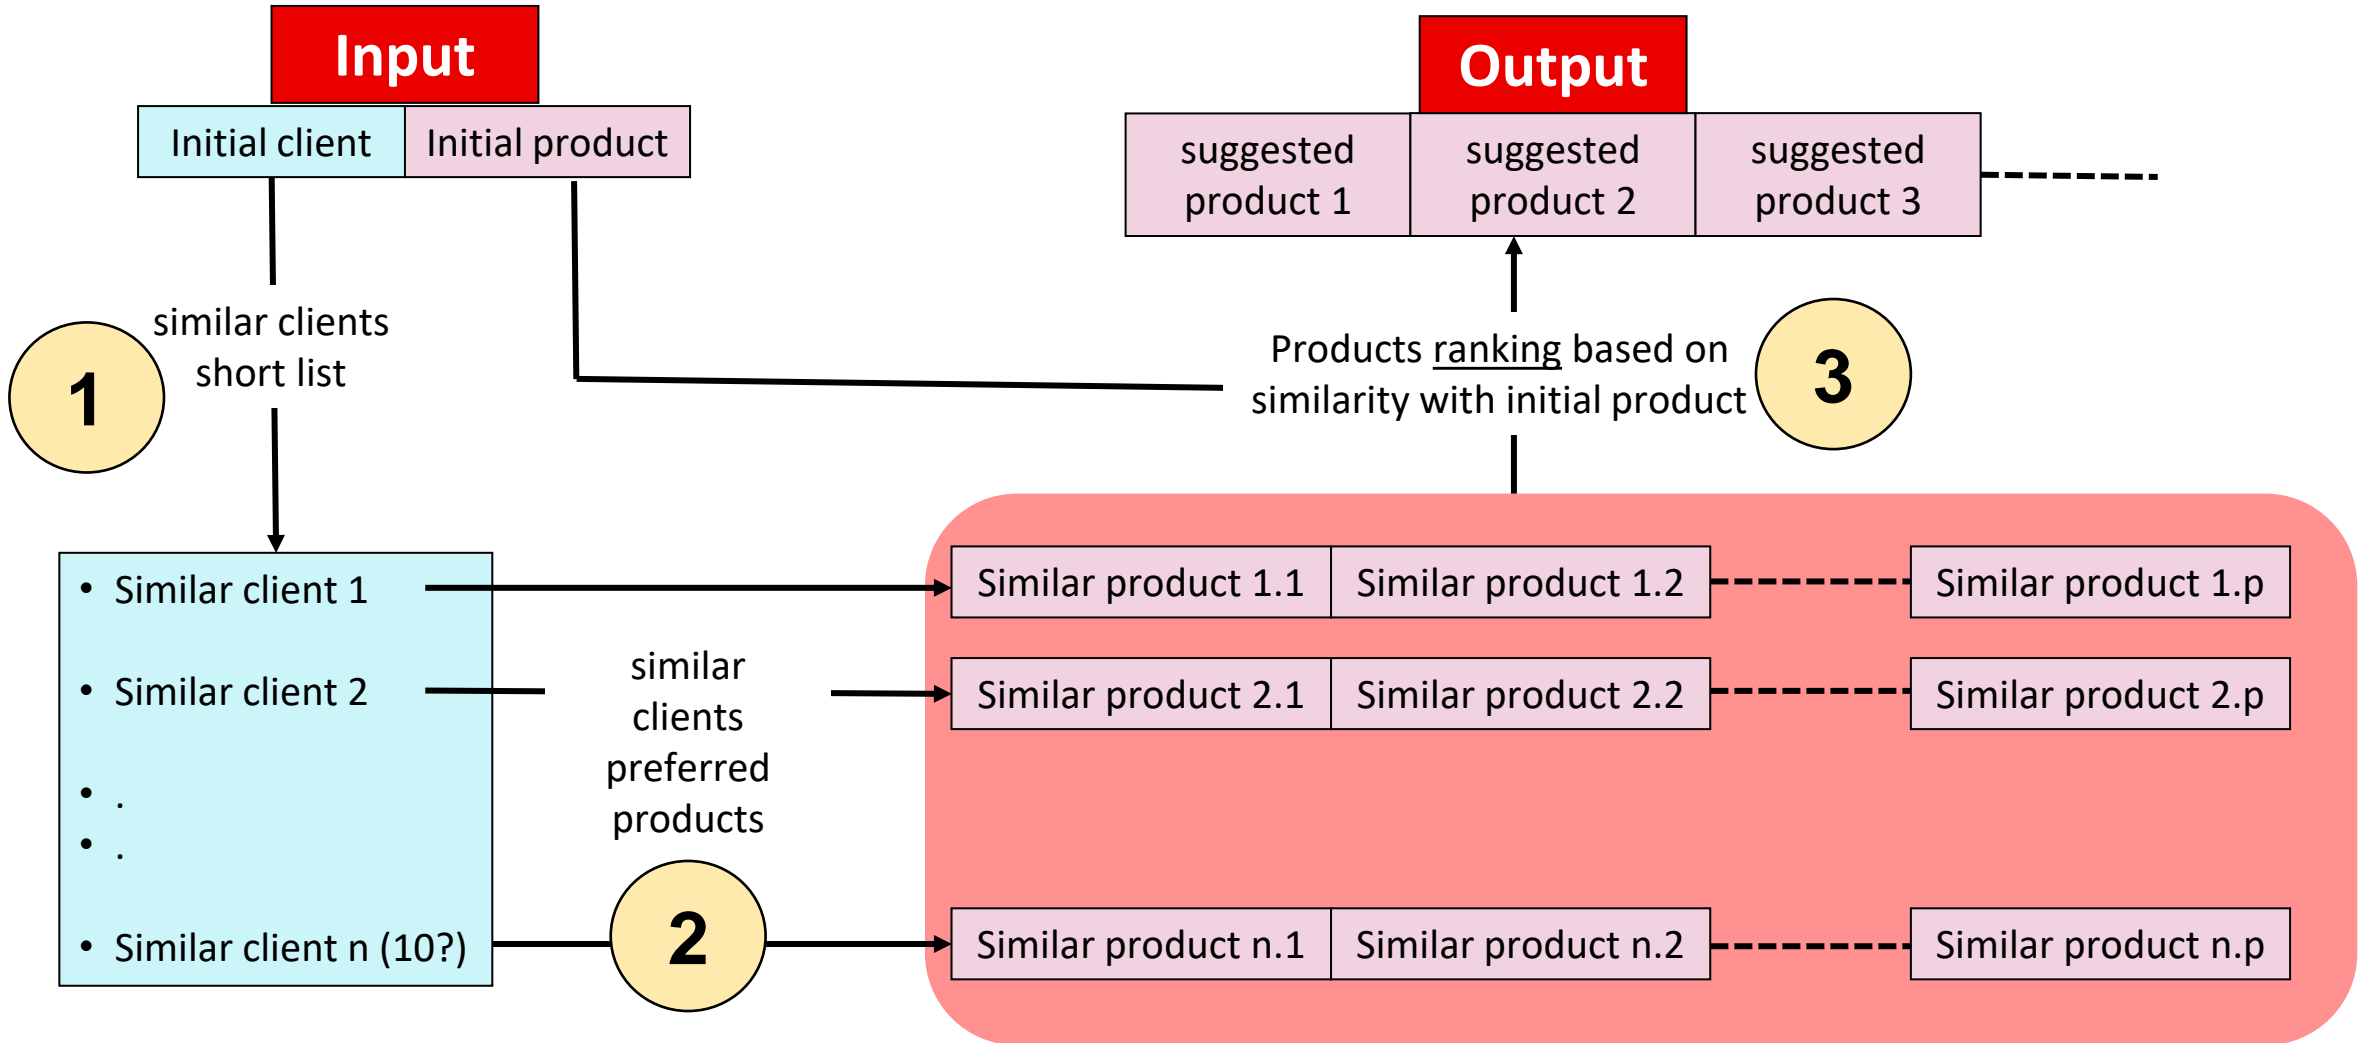 Input
Initial client
Initial product
Output
suggested
product 1
suggested
product 2
suggested
product 3
1
similar clients
short list
Products ranking based on
similarity with initial product
3
• Similar client 1
• Similar client 2
• .
• .
• Similar client n (10?)
similar
clients
preferred
products
2
Similar product 1.1
Similar product 1.2
Similar product 1.p
Similar product 2.1
Similar product 2.2
Similar product 2.p
Similar product n.1
Similar product n.2
Similar product n.p